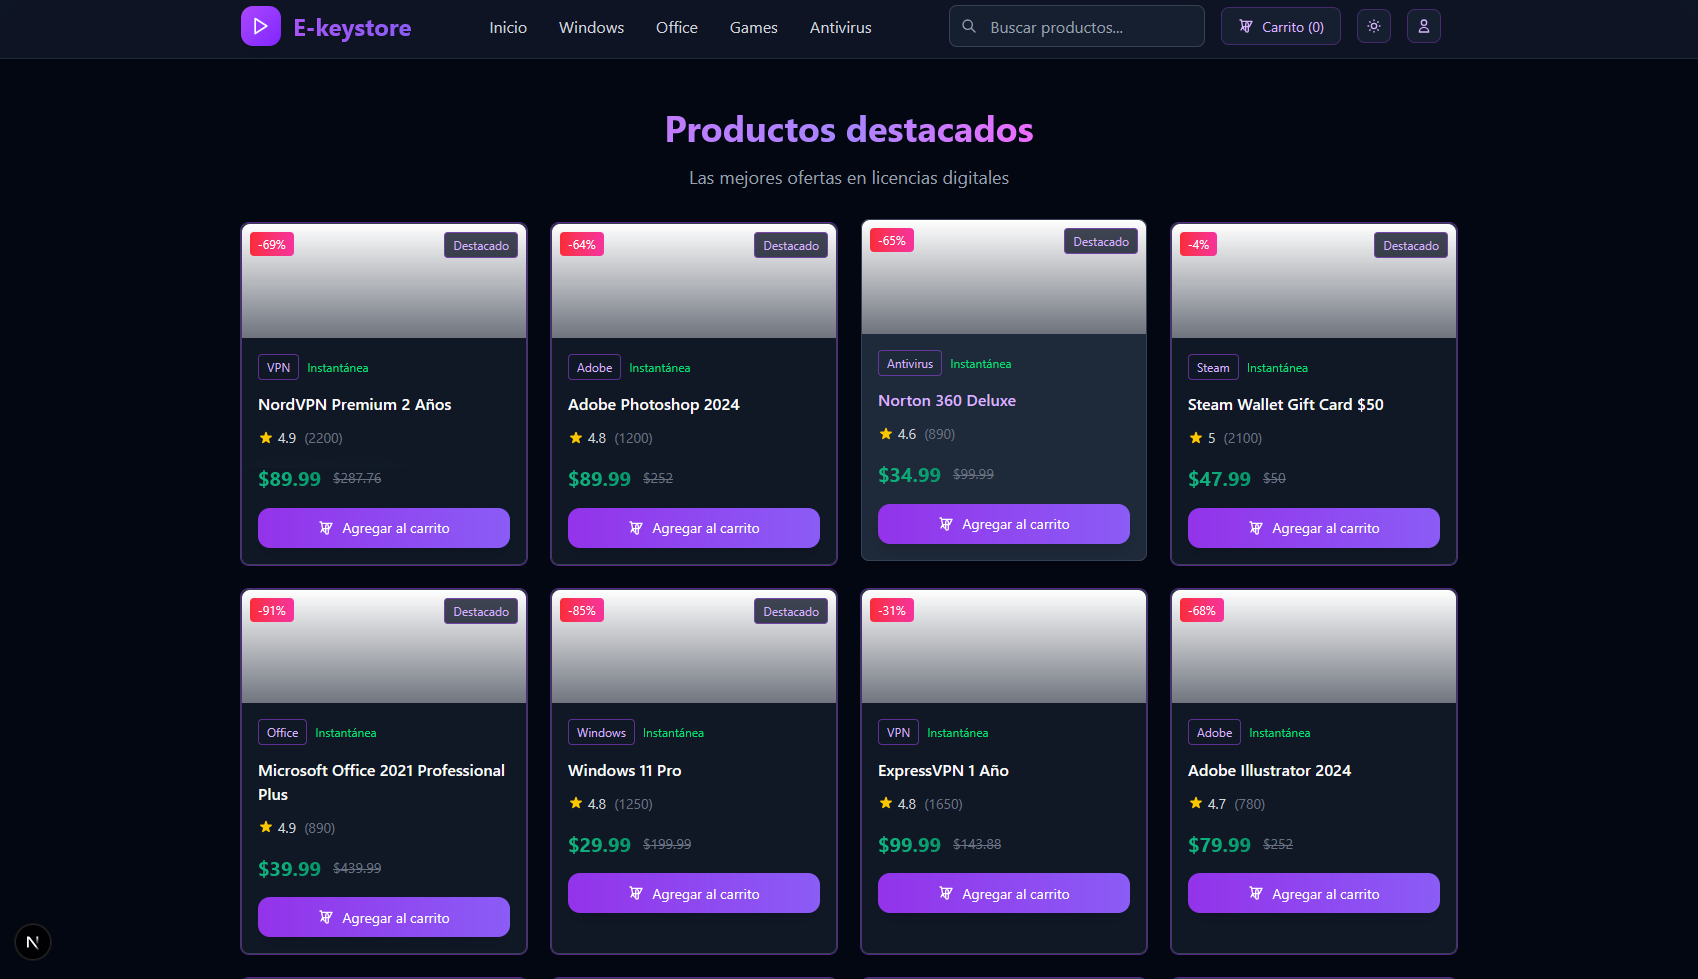 E-keystore
Inicio
Windows
Office
Games
Antivirus
Buscar productos...
Carrito (0)
Productos destacados
Las mejores ofertas en licencias digitales
-69%
Destacado
VPN
Instantánea
NordVPN Premium 2 Años
4.9 (2200)
$89.99 $287.76
Agregar al carrito
-64%
Destacado
Adobe
Instantánea
Adobe Photoshop 2024
4.8 (1200)
$89.99 $252
Agregar al carrito
-65%
Destacado
Antivirus
Instantánea
Norton 360 Deluxe
4.6 (890)
$34.99 $99.99
Agregar al carrito
-4%
Destacado
Steam
Instantánea
Steam Wallet Gift Card $50
5 (2100)
$47.99 $50
Agregar al carrito
-91%
Destacado
Office
Instantánea
Microsoft Office 2021 Professional
Plus
4.9 (890)
$39.99 $439.99
Agregar al carrito
-85%
Destacado
Windows
Instantánea
Windows 11 Pro
4.8 (1250)
$29.99 $199.99
Agregar al carrito
-31%
VPN
Instantánea
ExpressVPN 1 Año
4.8 (1650)
$99.99 $143.88
Agregar al carrito
-68%
Adobe
Instantánea
Adobe Illustrator 2024
4.7 (780)
$79.99 $252
Agregar al carrito
N